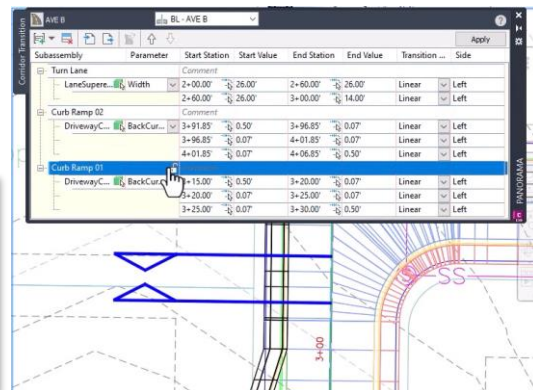 AVE B BL - AVE B
Apply
Subassembly Parameter Start Station Start Value End Station End Value Transition ... Side
Turn Lane Comment
LaneSupere... Width 2+00.00' 26.00' 2+60.00' 26.00' Linear Left
2+60.00' 26.00' 3+00.00' 14.00' Linear Left
Curb Ramp 02 Comment
DrivewayC... BackCur... 3+91.85' 0.50' 3+96.85' 0.07' Linear Left
3+96.85' 0.07' 4+01.85' 0.07' Linear Left
4+01.85' 0.07' 4+06.85' 0.50' Linear Left
Curb Ramp 01
DrivewayC... BackCur... 3+15.00' 0.50' 3+20.00' 0.07' Linear Left
3+20.00' 0.07' 3+25.00' 0.07' Linear Left
3+25.00' 0.07' 3+30.00' 0.50' Linear Left
Corridor Transition
PANORAMA
SS
3+00